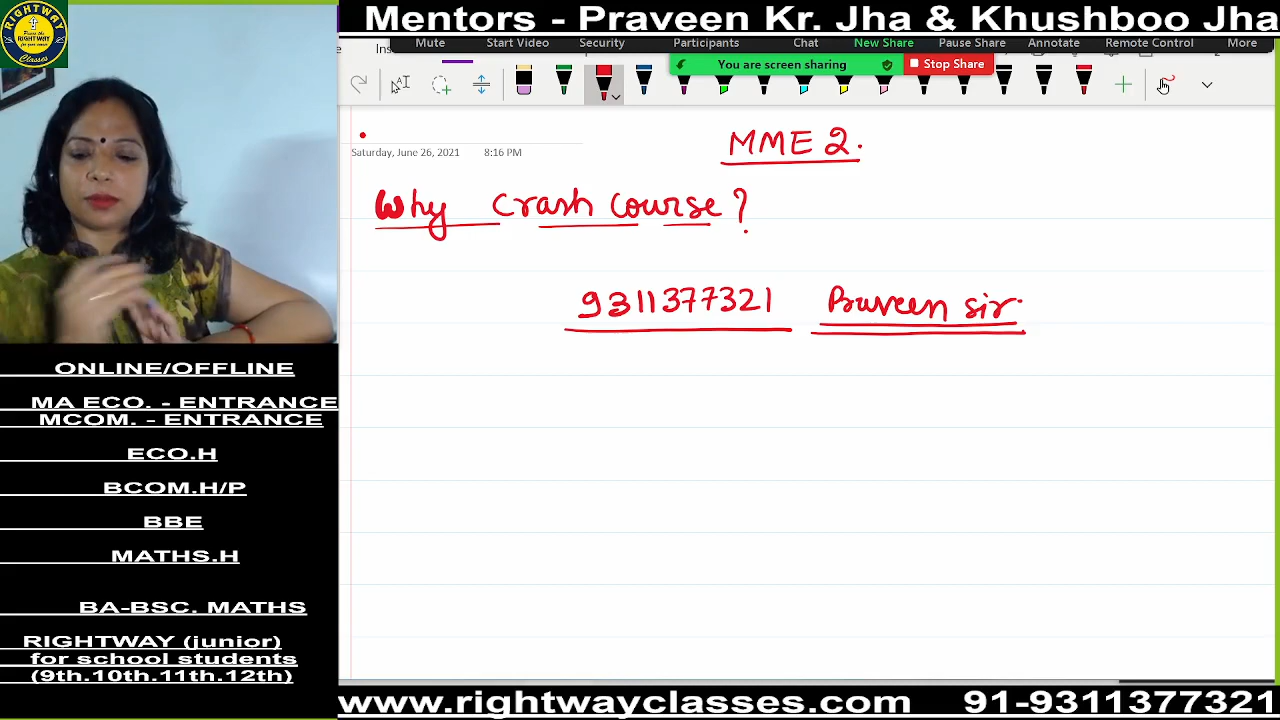 RIGHTWAY
Classes
Mentors - Praveen Kr. Jha & Khushboo Jha
Mute Start Video Security Participants Chat New Share Pause Share Annotate Remote Control More
You are screen sharing Stop Share
MME 2.
Saturday, June 26, 2021 8:16 PM
Why Crash Course?
9311377321 Praveen sir
ONLINE/OFFLINE
MA ECO. - ENTRANCE
MCOM. - ENTRANCE
ECO.H
BCOM.H/P
BBE
MATHS.H
BA-BSC. MATHS
RIGHTWAY (junior)
for school students
(9th.10th.11th.12th)
www.rightwayclasses.com 91-9311377321